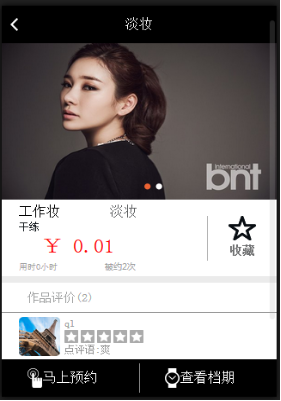 淡妆
international
bnt
工作妆 淡妆
干练
¥ 0.01
收藏
用时0小时 被约2次
作品评价(2)
ql
点评语:爽
马上预约 查看档期